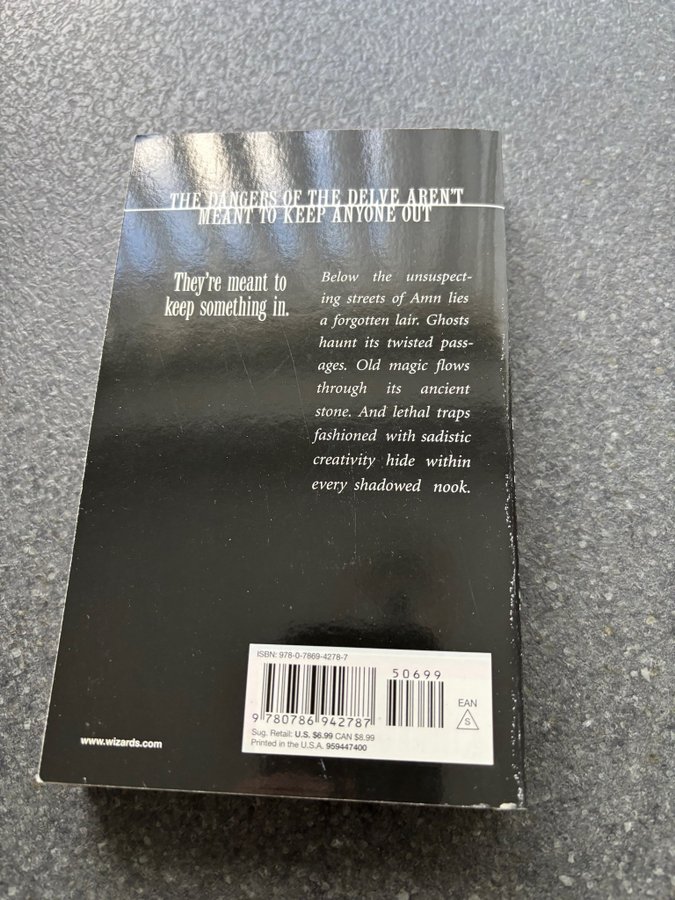 THE DANGERS OF THE DELVE AREN'T
MEANT TO KEEP ANYONE OUT
They're meant to
keep something in.
Below the unsuspect-
ing streets of Amn lies
a forgotten lair. Ghosts
haunt its twisted pass-
ages. Old magic flows
through its ancient
stone. And lethal traps
fashioned with sadistic
creativity hide within
every shadowed nook.
www.wizards.com
ISBN: 978-0-7869-4278-7
50699
9 780786 942787
EAN
S
Sug. Retail: U.S. $6.99 CAN $8.99
Printed in the U.S.A. 959447400